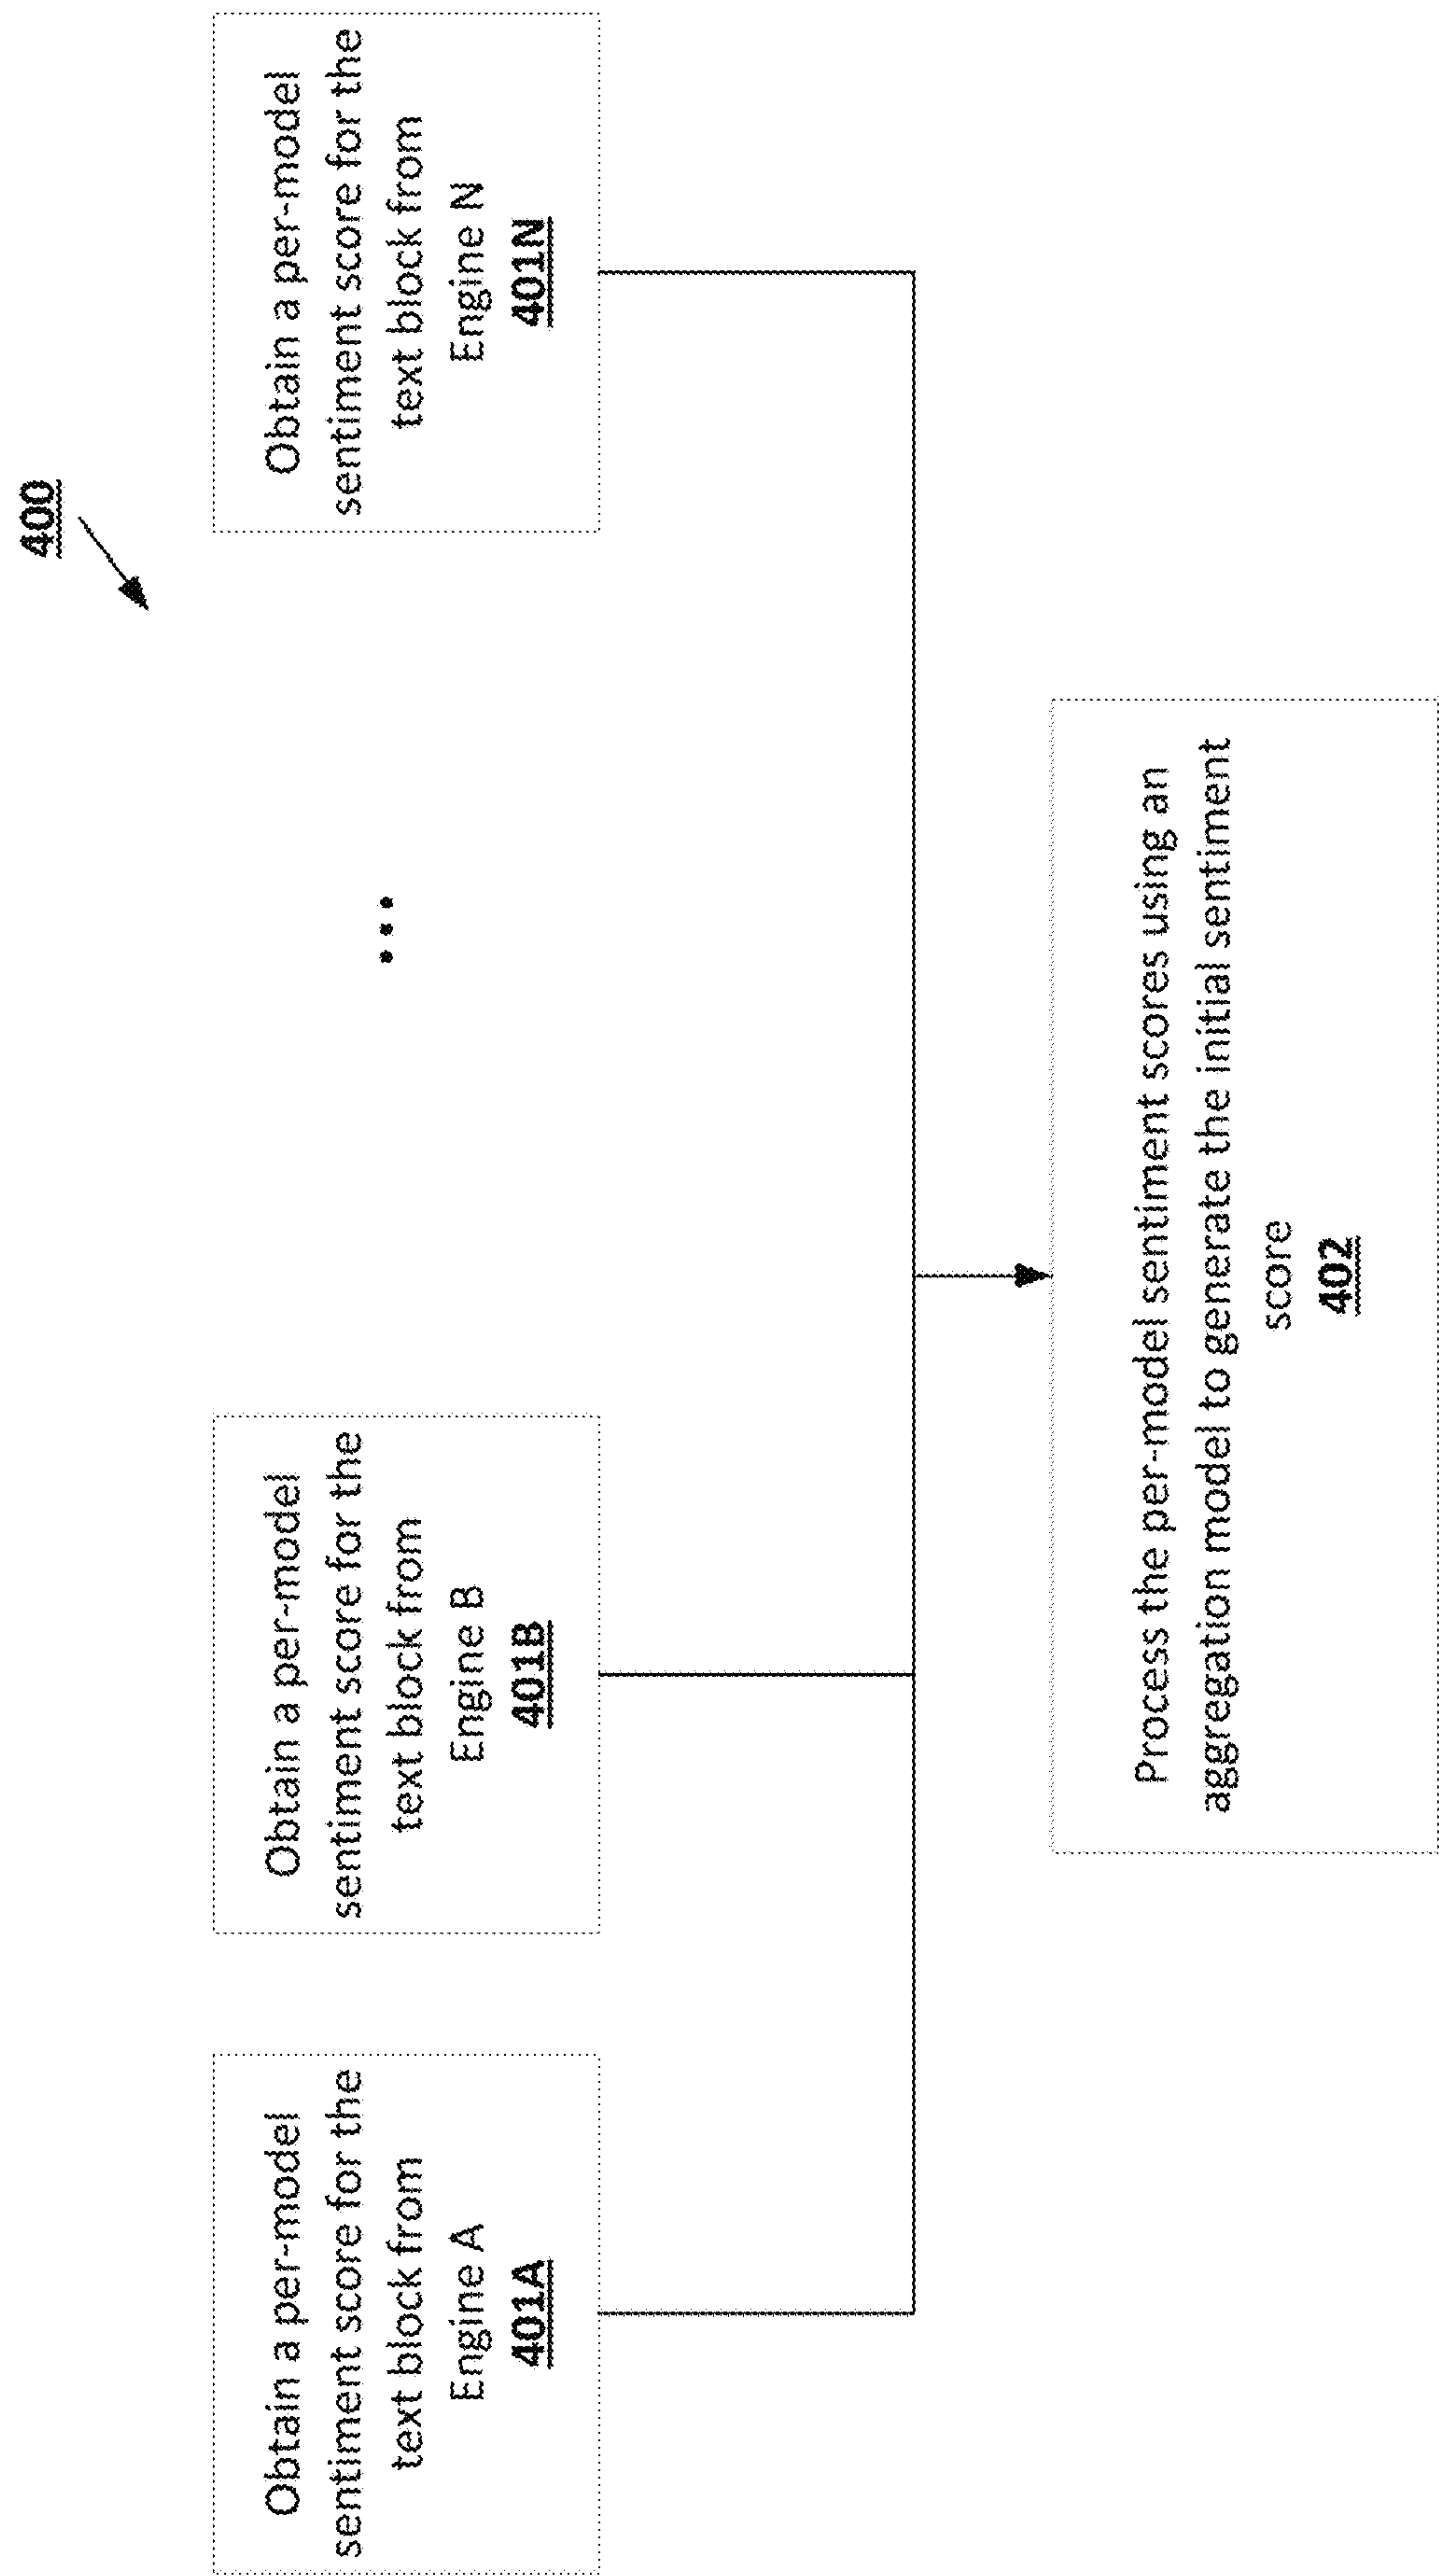 400
Obtain a per-model
sentiment score for the
text block from
Engine A
401A
Obtain a per-model
sentiment score for the
text block from
Engine B
401B
...
Obtain a per-model
sentiment score for the
text block from
Engine N
401N
Process the per-model sentiment scores using an
aggregation model to generate the initial sentiment
score
402